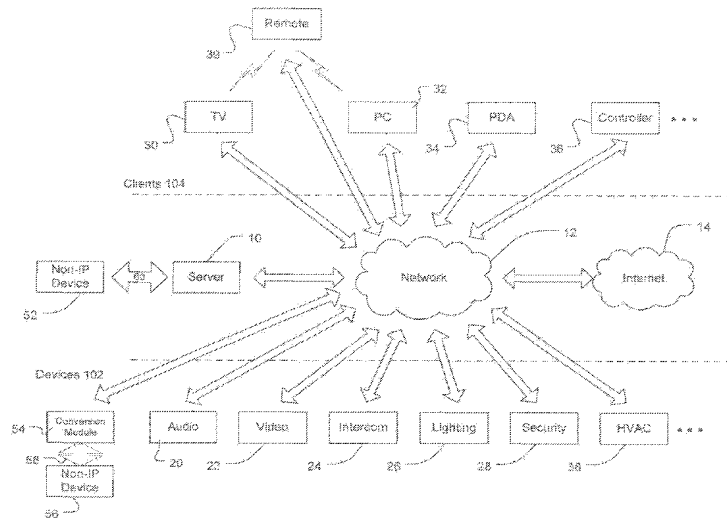 Remote
39
TV
PC
32
PDA
Controller
30
34
36
Clients 104
10
12
14
Non-IP
Device
Server
Network
Internet
52
Devices 102
54
Conversion
Module
Audio
Video
Intercom
Lighting
Security
HVAC
20
22
24
26
28
Non-IP
Device
56